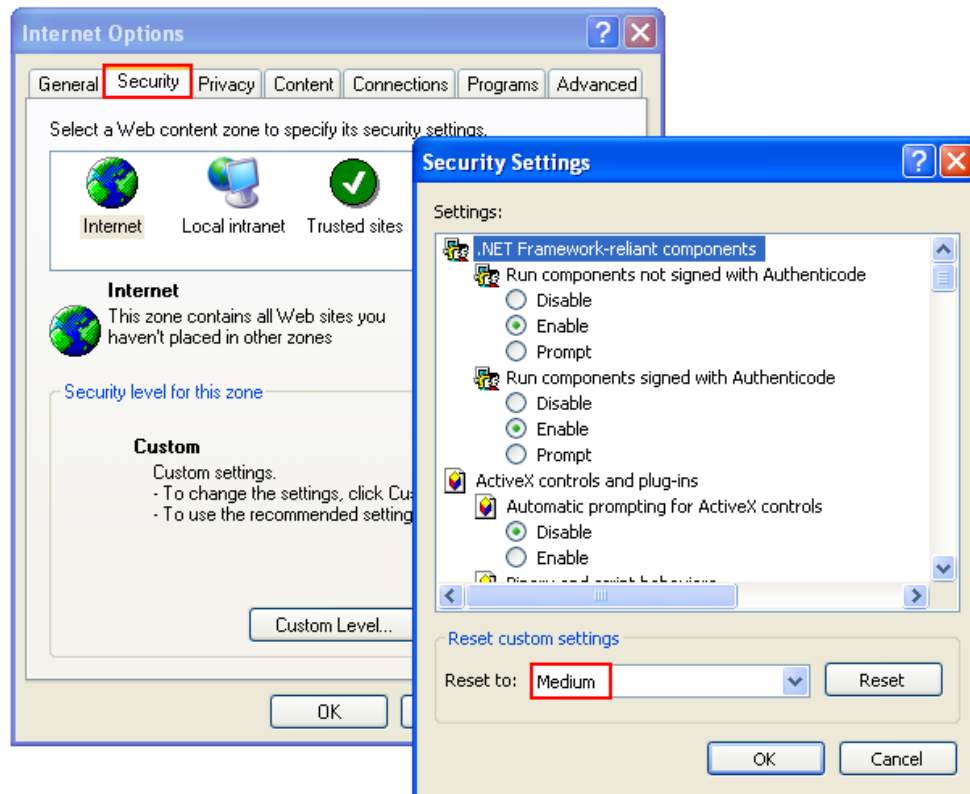 Internet Options
General Security Privacy Content Connections Programs Advanced
Select a Web content zone to specify its security settings.
Internet Local intranet Trusted sites
Internet
This zone contains all Web sites you
haven't placed in other zones
Security level for this zone
Custom
Custom settings.
- To change the settings, click Cu
- To use the recommended setting
Custom Level...
OK
Security Settings
Settings:
.NET Framework-reliant components
Run components not signed with Authenticode
Disable
Enable
Prompt
Run components signed with Authenticode
Disable
Enable
Prompt
ActiveX controls and plug-ins
Automatic prompting for ActiveX controls
Disable
Enable
Binary and script behaviors
Reset custom settings
Reset to: Medium Reset
OK Cancel